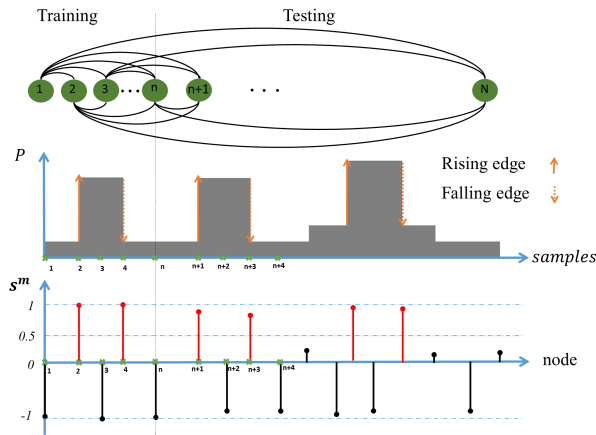 Training Testing
1 2 3 ... n n+1 . . . N
P
Rising edge
Falling edge
1 2 3 4 n n+1 n+2 n+3 n+4 samples
s^m
1
0.5
0 node
1 2 3 4 n n+1 n+2 n+3 n+4
-1